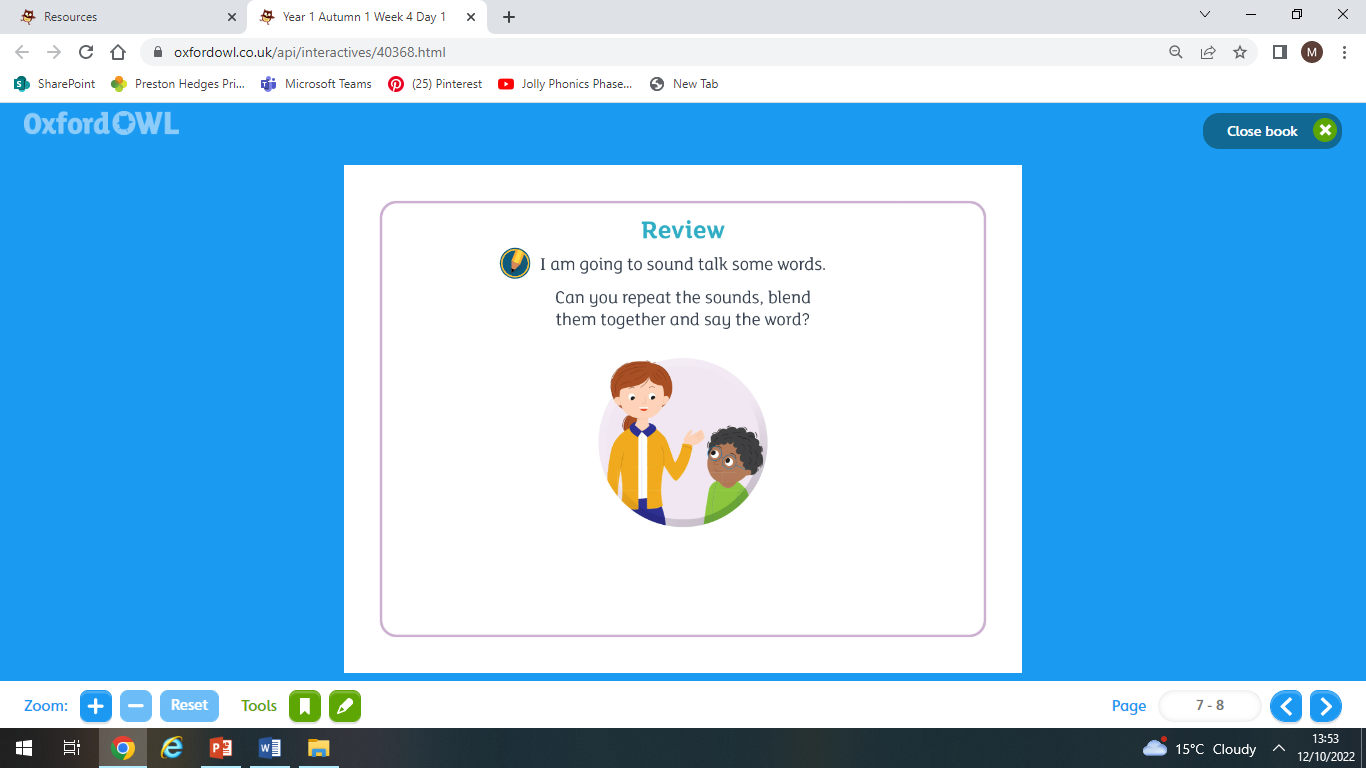 Resources
Year 1 Autumn 1 Week 4 Day 1
oxfordowl.co.uk/api/interactives/40368.html
M
SharePoint
Preston Hedges Pri...
Microsoft Teams
(25) Pinterest
Jolly Phonics Phase...
New Tab
Oxford OWL
Close book
Review
I am going to sound talk some words.
Can you repeat the sounds, blend
them together and say the word?
Zoom:
Reset
Tools
Page
7 - 8
15°C Cloudy
13:53
12/10/2022